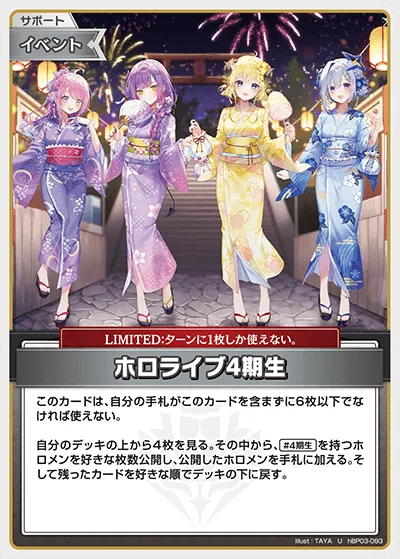 サポート
イベント
LIMITED:ターンに1枚しか使えない。
ホロライブ4期生
このカードは、自分の手札がこのカードを含まずに6枚以下でな
ければ使えない。
自分のデッキの上から4枚を見る。その中から、#4期生を持つ
ホロメンを好きな枚数公開し、公開したホロメンを手札に加える。そ
して残ったカードを好きな順でデッキの下に戻す。
illust : TAYA U hBP03-093